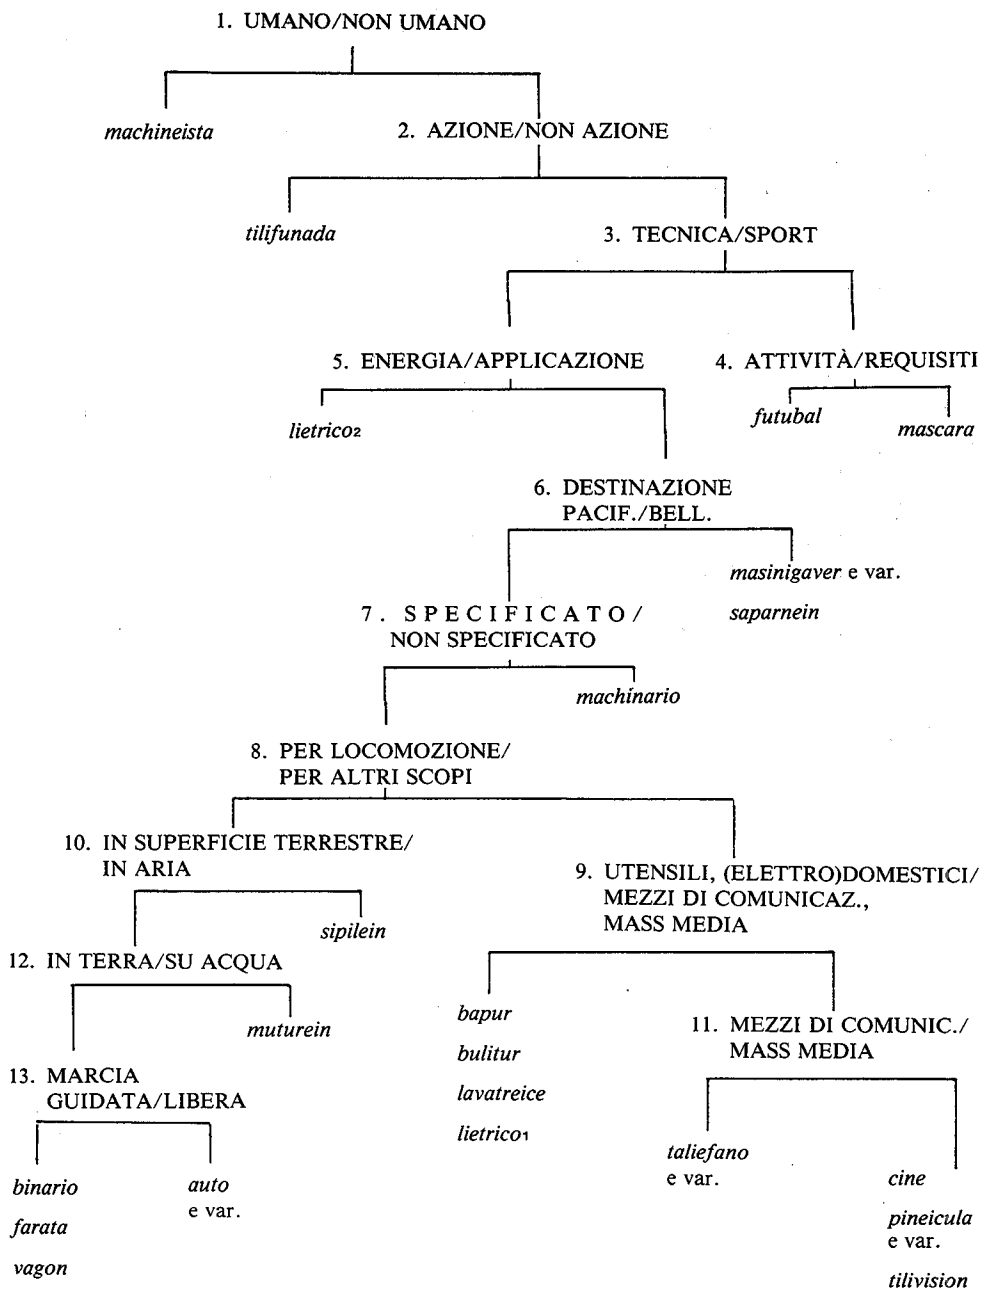 1. UMANO/NON UMANO
machineista
2. AZIONE/NON AZIONE
tilifunada
3. TECNICA/SPORT
5. ENERGIA/APPLICAZIONE
4. ATTIVITÀ/REQUISITI
lietrico2
futubal
mascara
6. DESTINAZIONE
PACIF./BELL.
masinigaver e var.
saparnein
7. SPECIFICATO/
NON SPECIFICATO
machinario
8. PER LOCOMOZIONE/
PER ALTRI SCOPI
10. IN SUPERFICIE TERRESTRE/
IN ARIA
sipilein
9. UTENSILI, (ELETTRO)DOMESTICI/
MEZZI DI COMUNICAZ.,
MASS MEDIA
12. IN TERRA/SU ACQUA
muturein
bapur
bulitur
lavatreice
lietrico1
11. MEZZI DI COMUNIC./
MASS MEDIA
13. MARCIA
GUIDATA/LIBERA
binario
farata
vagon
auto
e var.
taliefano
e var.
cine
pineicula
e var.
tilivision